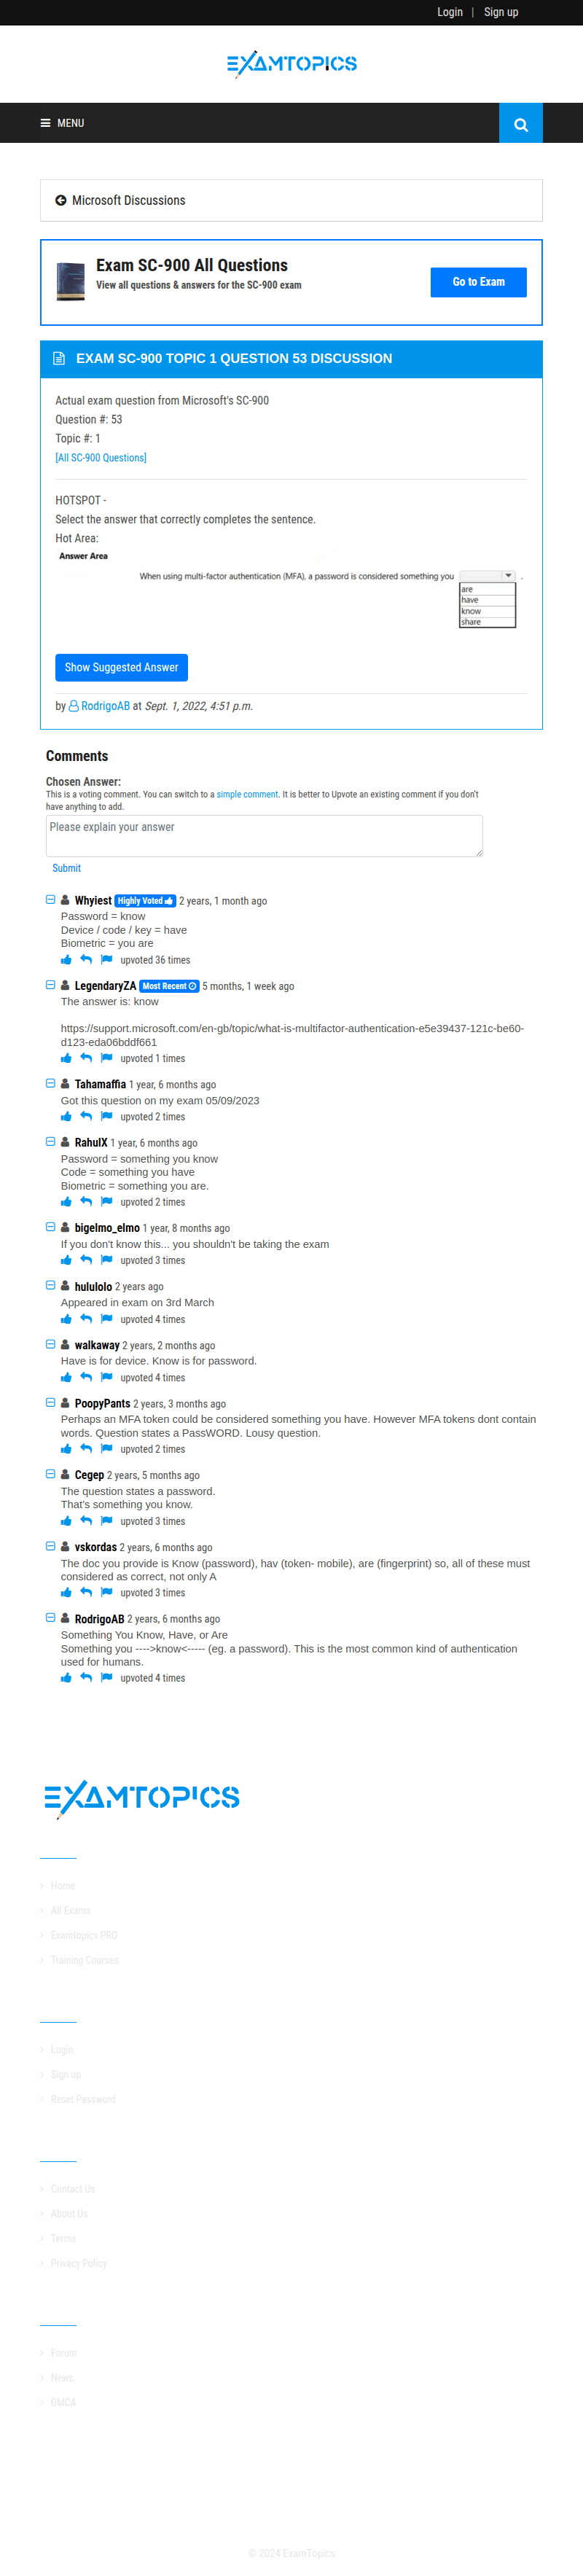 Login | Sign up
EXAMTOPICS
MENU
Microsoft Discussions
Exam SC-900 All Questions
View all questions & answers for the SC-900 exam
Go to Exam
EXAM SC-900 TOPIC 1 QUESTION 53 DISCUSSION
Actual exam question from Microsoft's SC-900
Question #: 53
Topic #: 1
[All SC-900 Questions]
HOTSPOT -
Select the answer that correctly completes the sentence.
Hot Area:
Answer Area
When using multi-factor authentication (MFA), a password is considered something you .
are
have
know
share
Show Suggested Answer
by RodrigoAB at Sept. 1, 2022, 4:51 p.m.
Comments
Chosen Answer:
This is a voting comment. You can switch to a simple comment. It is better to Upvote an existing comment if you don't
have anything to add.
Please explain your answer
Submit
Whyiest Highly Voted 2 years, 1 month ago
Password = know
Device / code / key = have
Biometric = you are
upvoted 36 times
LegendaryZA Most Recent 5 months, 1 week ago
The answer is: know
https://support.microsoft.com/en-gb/topic/what-is-multifactor-authentication-e5e39437-121c-be60-
d123-eda06bddf661
upvoted 1 times
Tahamaffia 1 year, 6 months ago
Got this question on my exam 05/09/2023
upvoted 2 times
RahulX 1 year, 6 months ago
Password = something you know
Code = something you have
Biometric = something you are.
upvoted 2 times
bigelmo_elmo 1 year, 8 months ago
If you don't know this... you shouldn't be taking the exam
upvoted 3 times
hululolo 2 years ago
Appeared in exam on 3rd March
upvoted 4 times
walkaway 2 years, 2 months ago
Have is for device. Know is for password.
upvoted 4 times
PoopyPants 2 years, 3 months ago
Perhaps an MFA token could be considered something you have. However MFA tokens dont contain
words. Question states a PassWORD. Lousy question.
upvoted 2 times
Cegep 2 years, 5 months ago
The question states a password.
That's something you know.
upvoted 3 times
vskordas 2 years, 6 months ago
The doc you provide is Know (password), hav (token- mobile), are (fingerprint) so, all of these must
considered as correct, not only A
upvoted 3 times
RodrigoAB 2 years, 6 months ago
Something You Know, Have, or Are
Something you ---->know<----- (eg. a password). This is the most common kind of authentication
used for humans.
upvoted 4 times
EXAMTOPICS
Home
All Exams
Examtopics PRO
Training Courses
Login
Sign up
Reset Password
Contact Us
About Us
Terms
Privacy Policy
Forum
News
DMCA
© 2024 ExamTopics